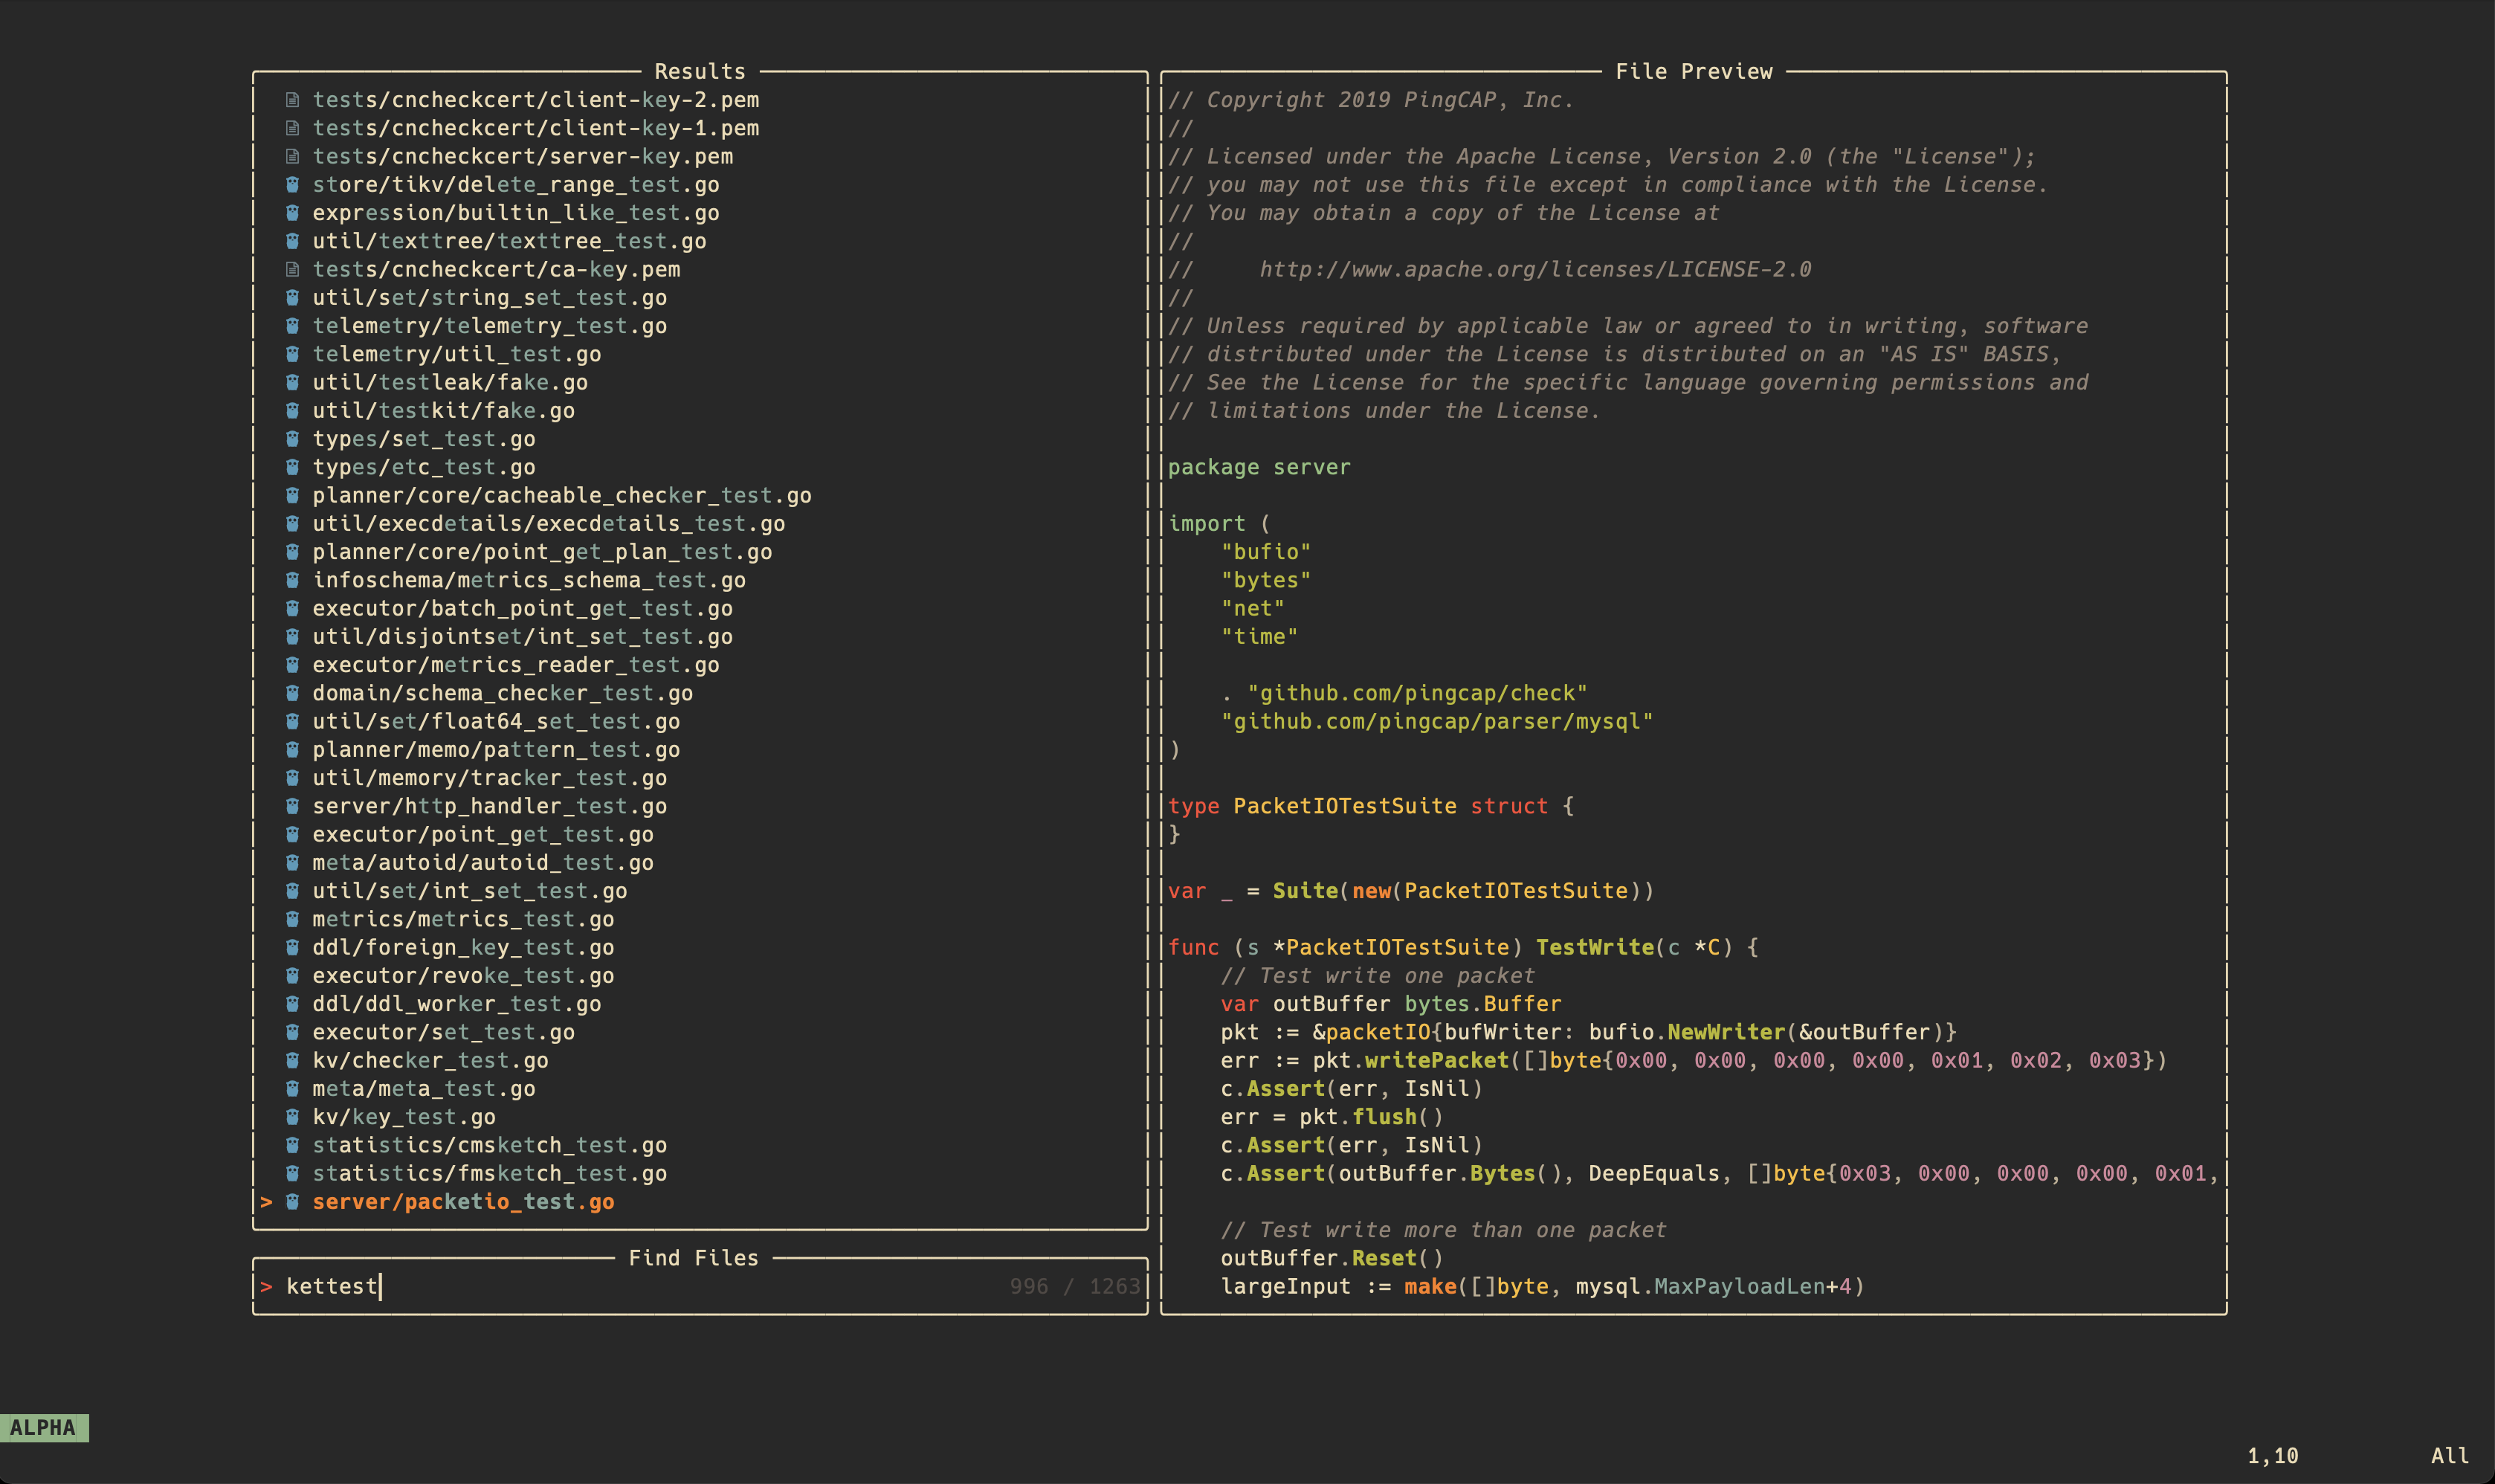 Results
tests/cncheckcert/client-key-2.pem
tests/cncheckcert/client-key-1.pem
tests/cncheckcert/server-key.pem
store/tikv/delete_range_test.go
expression/builtin_like_test.go
util/texttree/texttree_test.go
tests/cncheckcert/ca-key.pem
util/set/string_set_test.go
telemetry/telemetry_test.go
telemetry/util_test.go
util/testleak/fake.go
util/testkit/fake.go
types/set_test.go
types/etc_test.go
planner/core/cacheable_checker_test.go
util/execdetails/execdetails_test.go
planner/core/point_get_plan_test.go
infoschema/metrics_schema_test.go
executor/batch_point_get_test.go
util/disjointset/int_set_test.go
executor/metrics_reader_test.go
domain/schema_checker_test.go
util/set/float64_set_test.go
planner/memo/pattern_test.go
util/memory/tracker_test.go
server/http_handler_test.go
executor/point_get_test.go
meta/autoid/autoid_test.go
util/set/int_set_test.go
metrics/metrics_test.go
ddl/foreign_key_test.go
executor/revoke_test.go
ddl/ddl_worker_test.go
executor/set_test.go
kv/checker_test.go
meta/meta_test.go
kv/key_test.go
statistics/cmsketch_test.go
statistics/fmsketch_test.go
> server/packetio_test.go
Find Files
> kettest 996 / 1263
File Preview
// Copyright 2019 PingCAP, Inc.
//
// Licensed under the Apache License, Version 2.0 (the "License");
// you may not use this file except in compliance with the License.
// You may obtain a copy of the License at
//
//     http://www.apache.org/licenses/LICENSE-2.0
//
// Unless required by applicable law or agreed to in writing, software
// distributed under the License is distributed on an "AS IS" BASIS,
// See the License for the specific language governing permissions and
// limitations under the License.
package server
import (
    "bufio"
    "bytes"
    "net"
    "time"
    . "github.com/pingcap/check"
    "github.com/pingcap/parser/mysql"
)
type PacketIOTestSuite struct {
}
var _ = Suite(new(PacketIOTestSuite))
func (s *PacketIOTestSuite) TestWrite(c *C) {
    // Test write one packet
    var outBuffer bytes.Buffer
    pkt := &packetIO{bufWriter: bufio.NewWriter(&outBuffer)}
    err := pkt.writePacket([]byte{0x00, 0x00, 0x00, 0x00, 0x01, 0x02, 0x03})
    c.Assert(err, IsNil)
    err = pkt.flush()
    c.Assert(err, IsNil)
    c.Assert(outBuffer.Bytes(), DeepEquals, []byte{0x03, 0x00, 0x00, 0x00, 0x01,
    // Test write more than one packet
    outBuffer.Reset()
    largeInput := make([]byte, mysql.MaxPayloadLen+4)
ALPHA
1,10 All